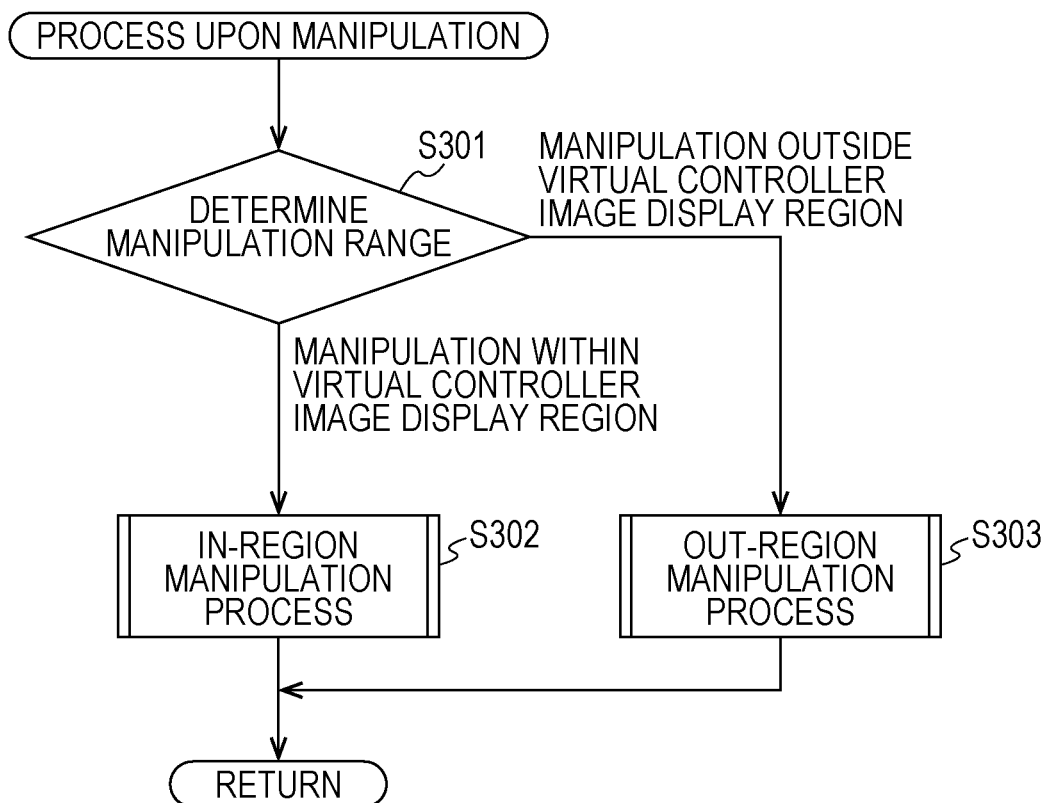 PROCESS UPON MANIPULATION
S301
DETERMINE
MANIPULATION RANGE
MANIPULATION OUTSIDE
VIRTUAL CONTROLLER
IMAGE DISPLAY REGION
MANIPULATION WITHIN
VIRTUAL CONTROLLER
IMAGE DISPLAY REGION
IN-REGION
MANIPULATION
PROCESS
S302
OUT-REGION
MANIPULATION
PROCESS
S303
RETURN